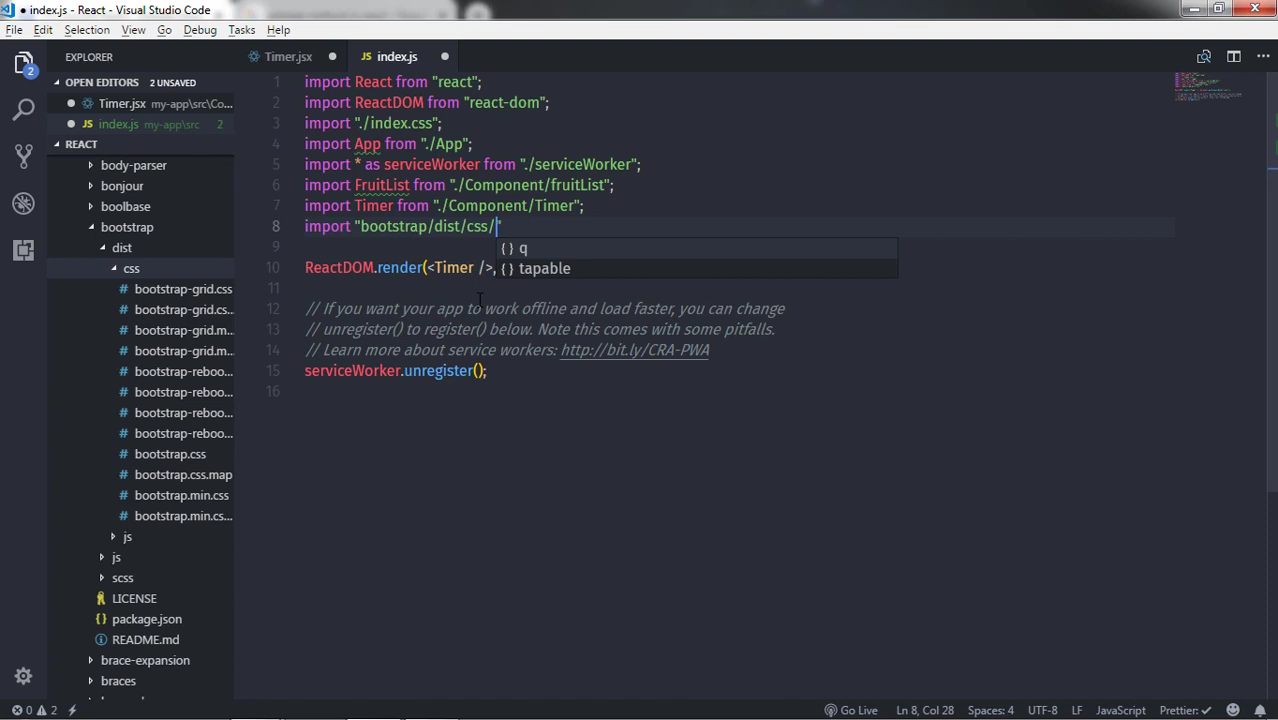 index.js - React - Visual Studio Code
File Edit Selection View Go Debug Tasks Help
EXPLORER
Timer.jsx
JS index.js
OPEN EDITORS 2 UNSAVED
Timer.jsx my-app\src\Co...
JS index.js my-app\src 2
REACT
body-parser
bonjour
boolbase
bootstrap
dist
css
# bootstrap-grid.css
# bootstrap-grid.cs...
# bootstrap-grid.m...
# bootstrap-grid.m...
# bootstrap-reboo...
# bootstrap-reboo...
# bootstrap-reboo...
# bootstrap-reboo...
# bootstrap.css
# bootstrap.css.map
# bootstrap.min.css
# bootstrap.min.cs...
js
js
scss
LICENSE
{} package.json
README.md
brace-expansion
braces
2
1 import React from "react";
2 import ReactDOM from "react-dom";
3 import "./index.css";
4 import App from "./App";
5 import * as serviceWorker from "./serviceWorker";
6 import FruitList from "./Component/fruitList";
7 import Timer from "./Component/Timer";
8 import "bootstrap/dist/css/"
9
{} q
{} tapable
10 ReactDOM.render(<Timer />,
11
12 // If you want your app to work offline and load faster, you can change
13 // unregister() to register() below. Note this comes with some pitfalls.
14 // Learn more about service workers: http://bit.ly/CRA-PWA
15 serviceWorker.unregister();
16
0 2 Go Live Ln 8, Col 28 Spaces: 4 UTF-8 LF JavaScript Prettier: ✓